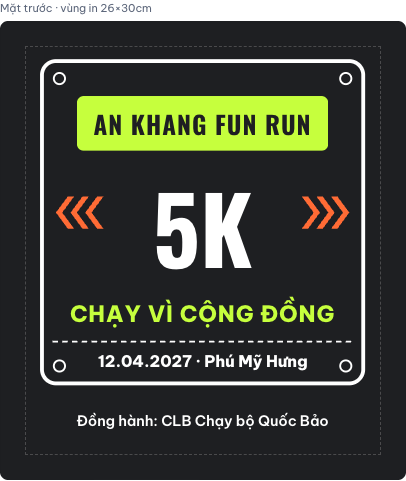 Mặt trước · vùng in 26×30cm
AN KHANG FUN RUN
5K
CHẠY VÌ CỘNG ĐỒNG
12.04.2027 · Phú Mỹ Hưng
Đồng hành: CLB Chạy bộ Quốc Bảo